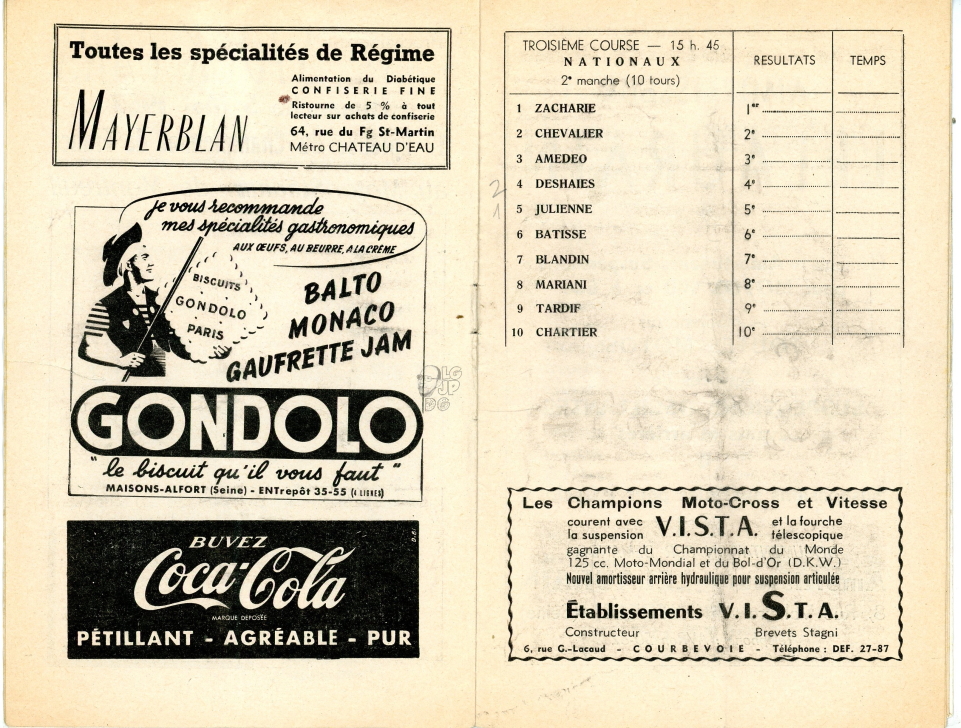 Toutes les spécialités de Régime
MAYERBLAN
Alimentation du Diabétique
CONFISERIE FINE
Ristourne de 5 % à tout
lecteur sur achats de confiserie
64, rue du Fg St-Martin
Métro CHATEAU D'EAU
je vous recommande
mes spécialités gastronomiques
AUX ŒUFS, AU BEURRE, A LA CRÈME
BISCUITS
GONDOLO
PARIS
BALTO
MONACO
GAUFRETTE JAM
GONDOLO
"le biscuit qu'il vous faut"
MAISONS-ALFORT (Seine) - ENTrepôt 35-55 (4 LIGNES)
BUVEZ
Coca-Cola
MARQUE DÉPOSÉE
PÉTILLANT - AGRÉABLE - PUR
LG
JP
DG
TROISIÈME COURSE — 15 h. 45
NATIONAUX
2e manche (10 tours)
RESULTATS
TEMPS
1 ZACHARIE 1er
2 CHEVALIER 2e
3 AMEDEO 3e
2 4 DESHAIES 4e
1 5 JULIENNE 5e
6 BATISSE 6e
7 BLANDIN 7e
8 MARIANI 8e
9 TARDIF 9e
10 CHARTIER 10e
Les Champions Moto-Cross et Vitesse
courent avec la suspension V.I.S.T.A. et la fourche télescopique
gagnante du Championnat du Monde
125 cc. Moto-Mondial et du Bol-d'Or (D.K.W.)
Nouvel amortisseur arrière hydraulique pour suspension articulée
Établissements V.I.S.T.A.
Constructeur Brevets Stagni
6, rue G.-Lacaud - COURBEVOIE - Téléphone : DEF. 27-87